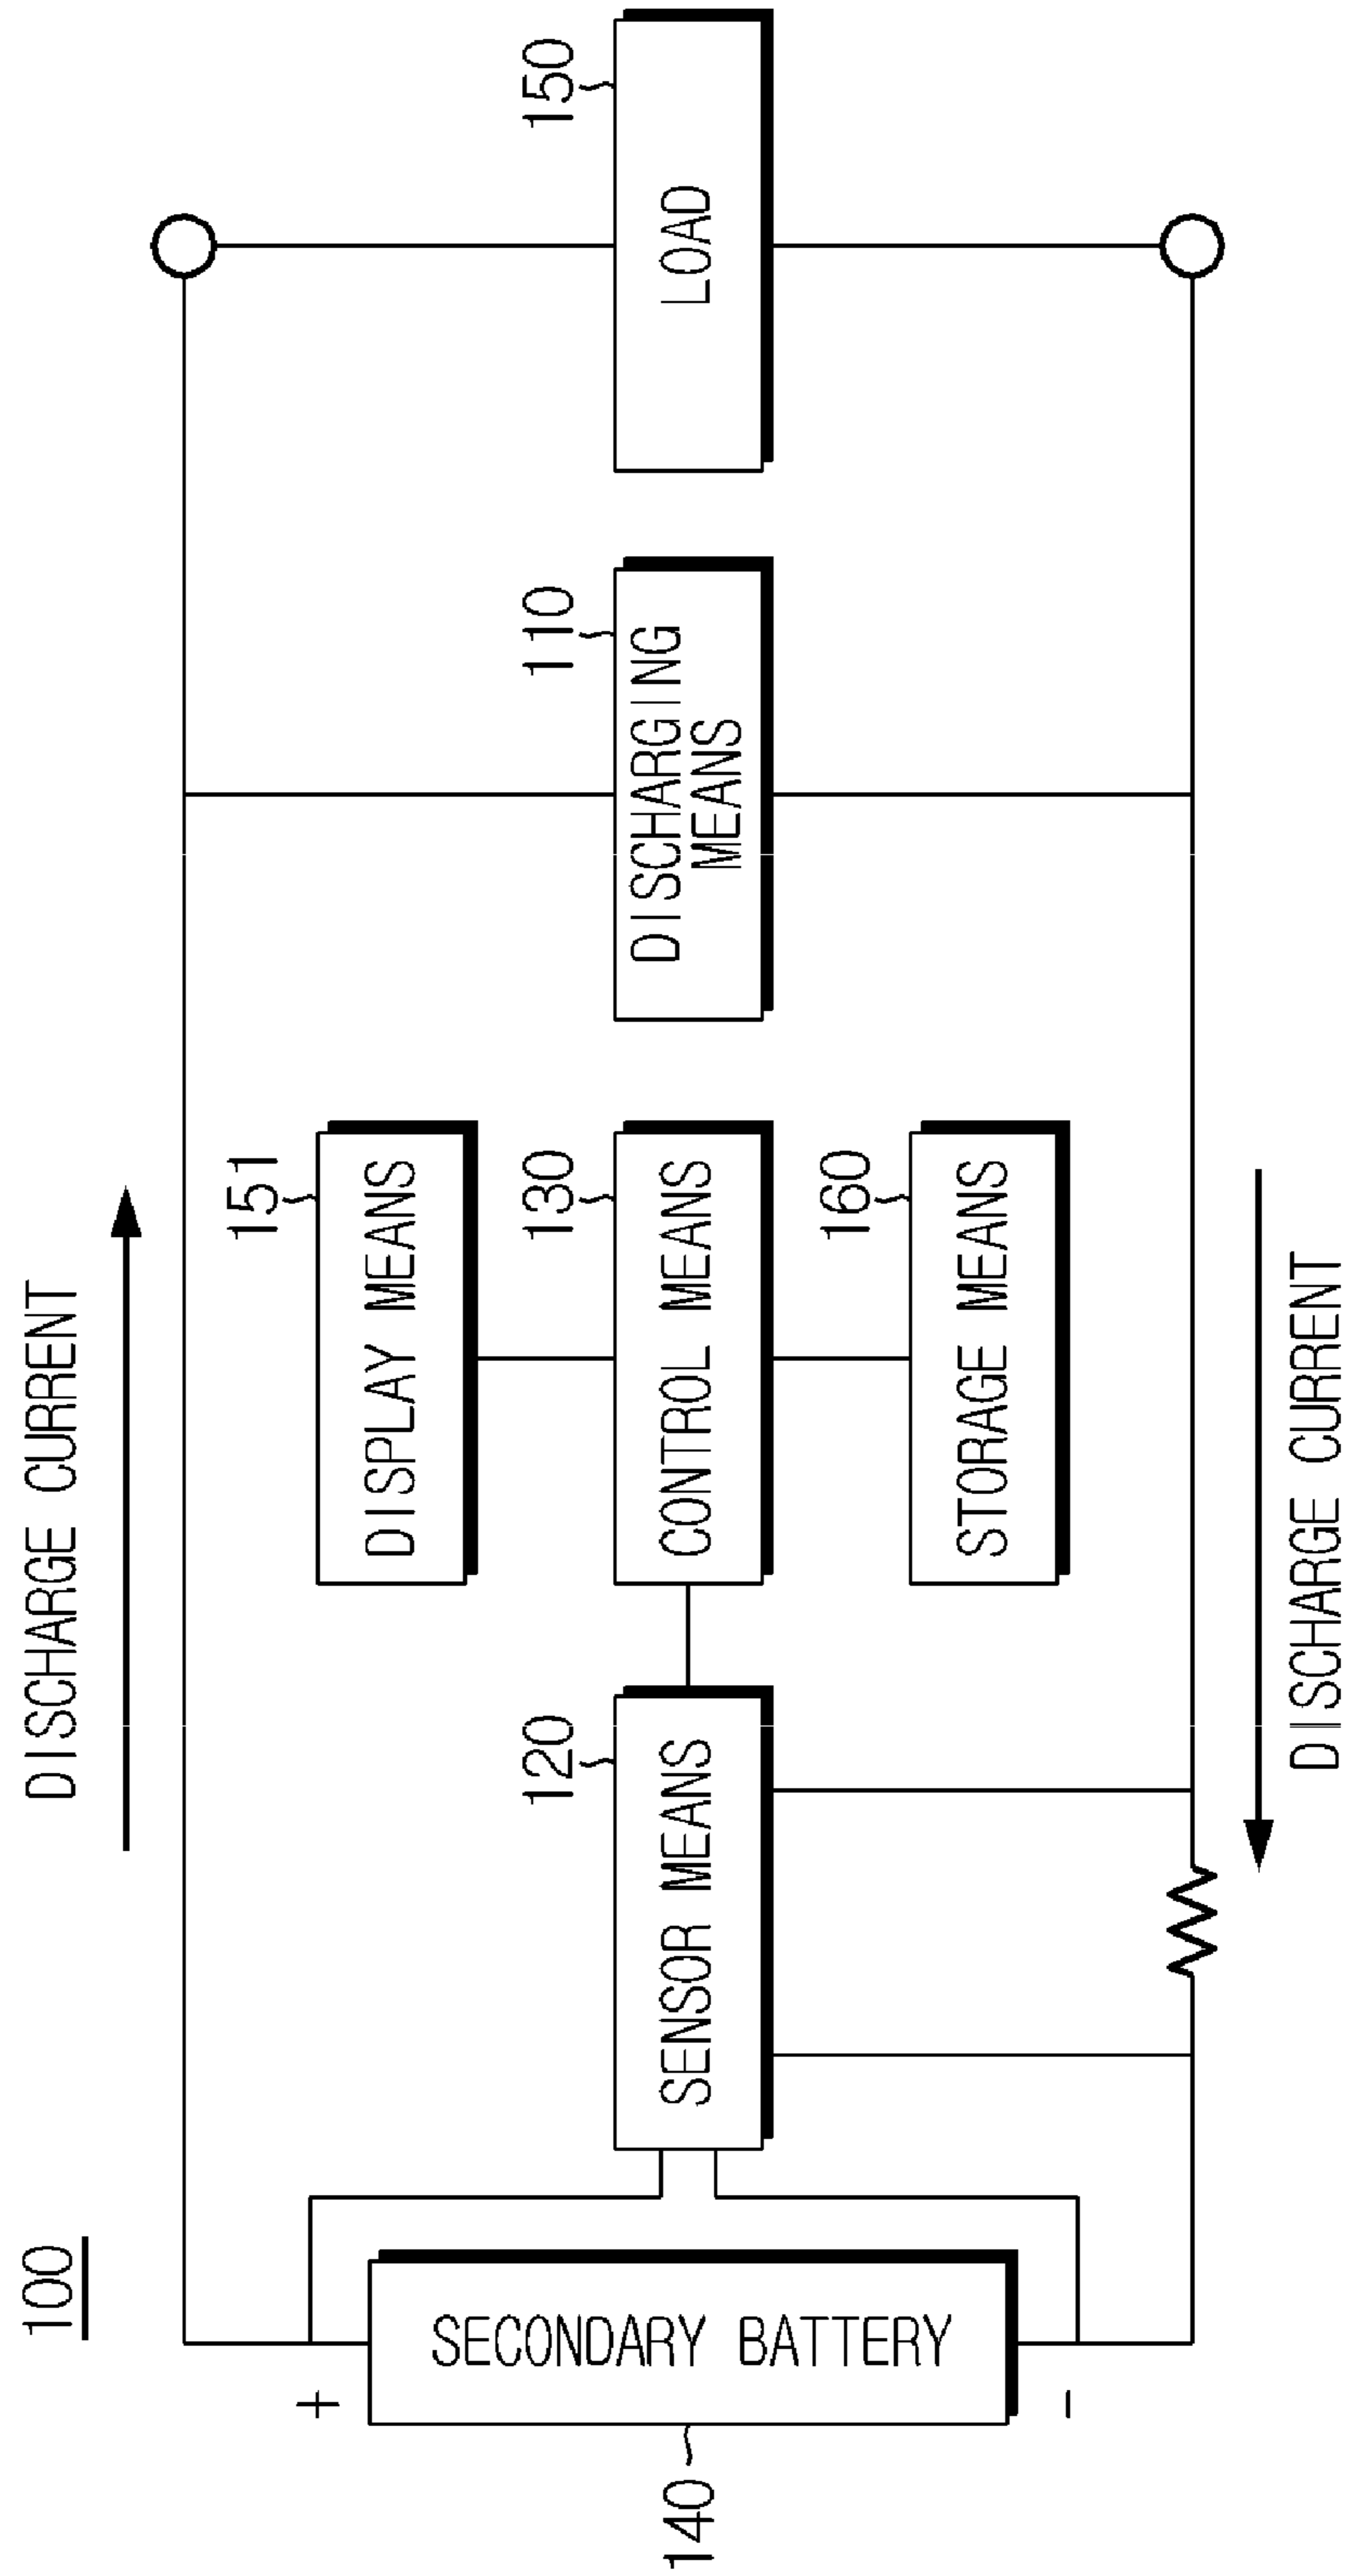 100
DISCHARGE CURRENT
151
DISPLAY MEANS
120
130
110
150
SENSOR MEANS
CONTROL MEANS
DISCHARGING
MEANS
LOAD
160
STORAGE MEANS
+
SECONDARY BATTERY
-
140
DISCHARGE CURRENT